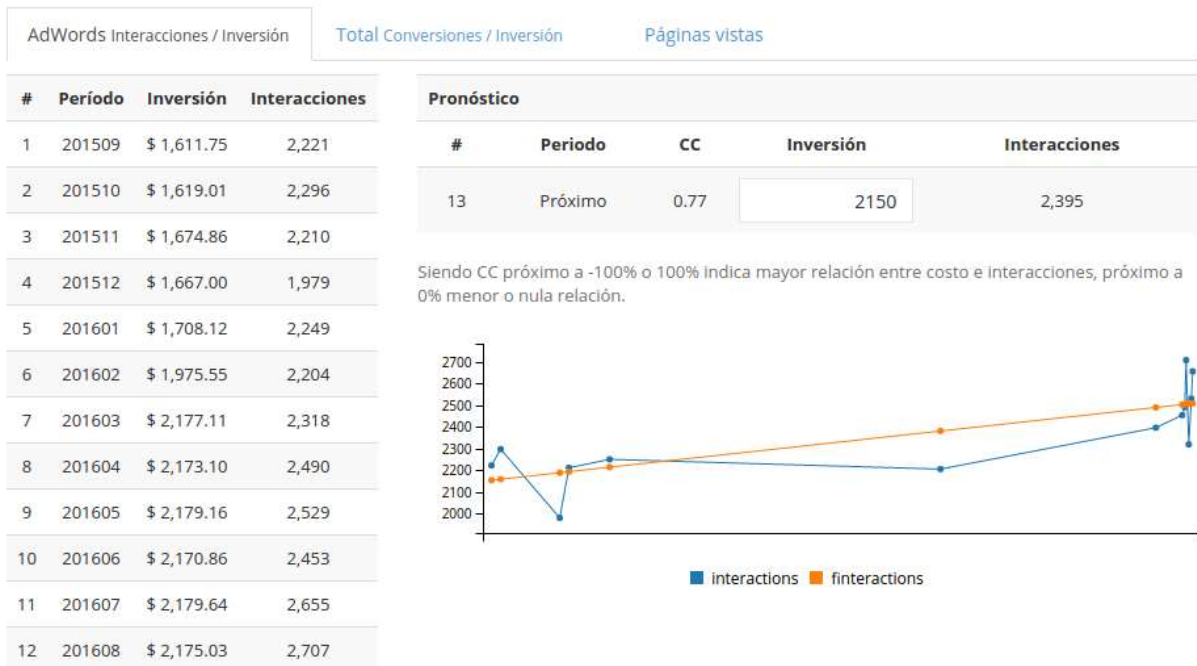 AdWords Interacciones / Inversión Total Conversiones / Inversión Páginas vistas
# Período Inversión Interacciones
1 201509 $ 1,611.75 2,221
2 201510 $ 1,619.01 2,296
3 201511 $ 1,674.86 2,210
4 201512 $ 1,667.00 1,979
5 201601 $ 1,708.12 2,249
6 201602 $ 1,975.55 2,204
7 201603 $ 2,177.11 2,318
8 201604 $ 2,173.10 2,490
9 201605 $ 2,179.16 2,529
10 201606 $ 2,170.86 2,453
11 201607 $ 2,179.64 2,655
12 201608 $ 2,175.03 2,707
Pronóstico
# Periodo CC Inversión Interacciones
13 Próximo 0.77 2150 2,395
Siendo CC próximo a -100% o 100% indica mayor relación entre costo e interacciones, próximo a
0% menor o nula relación.
2700
2600
2500
2400
2300
2200
2100
2000
interactions finteractions